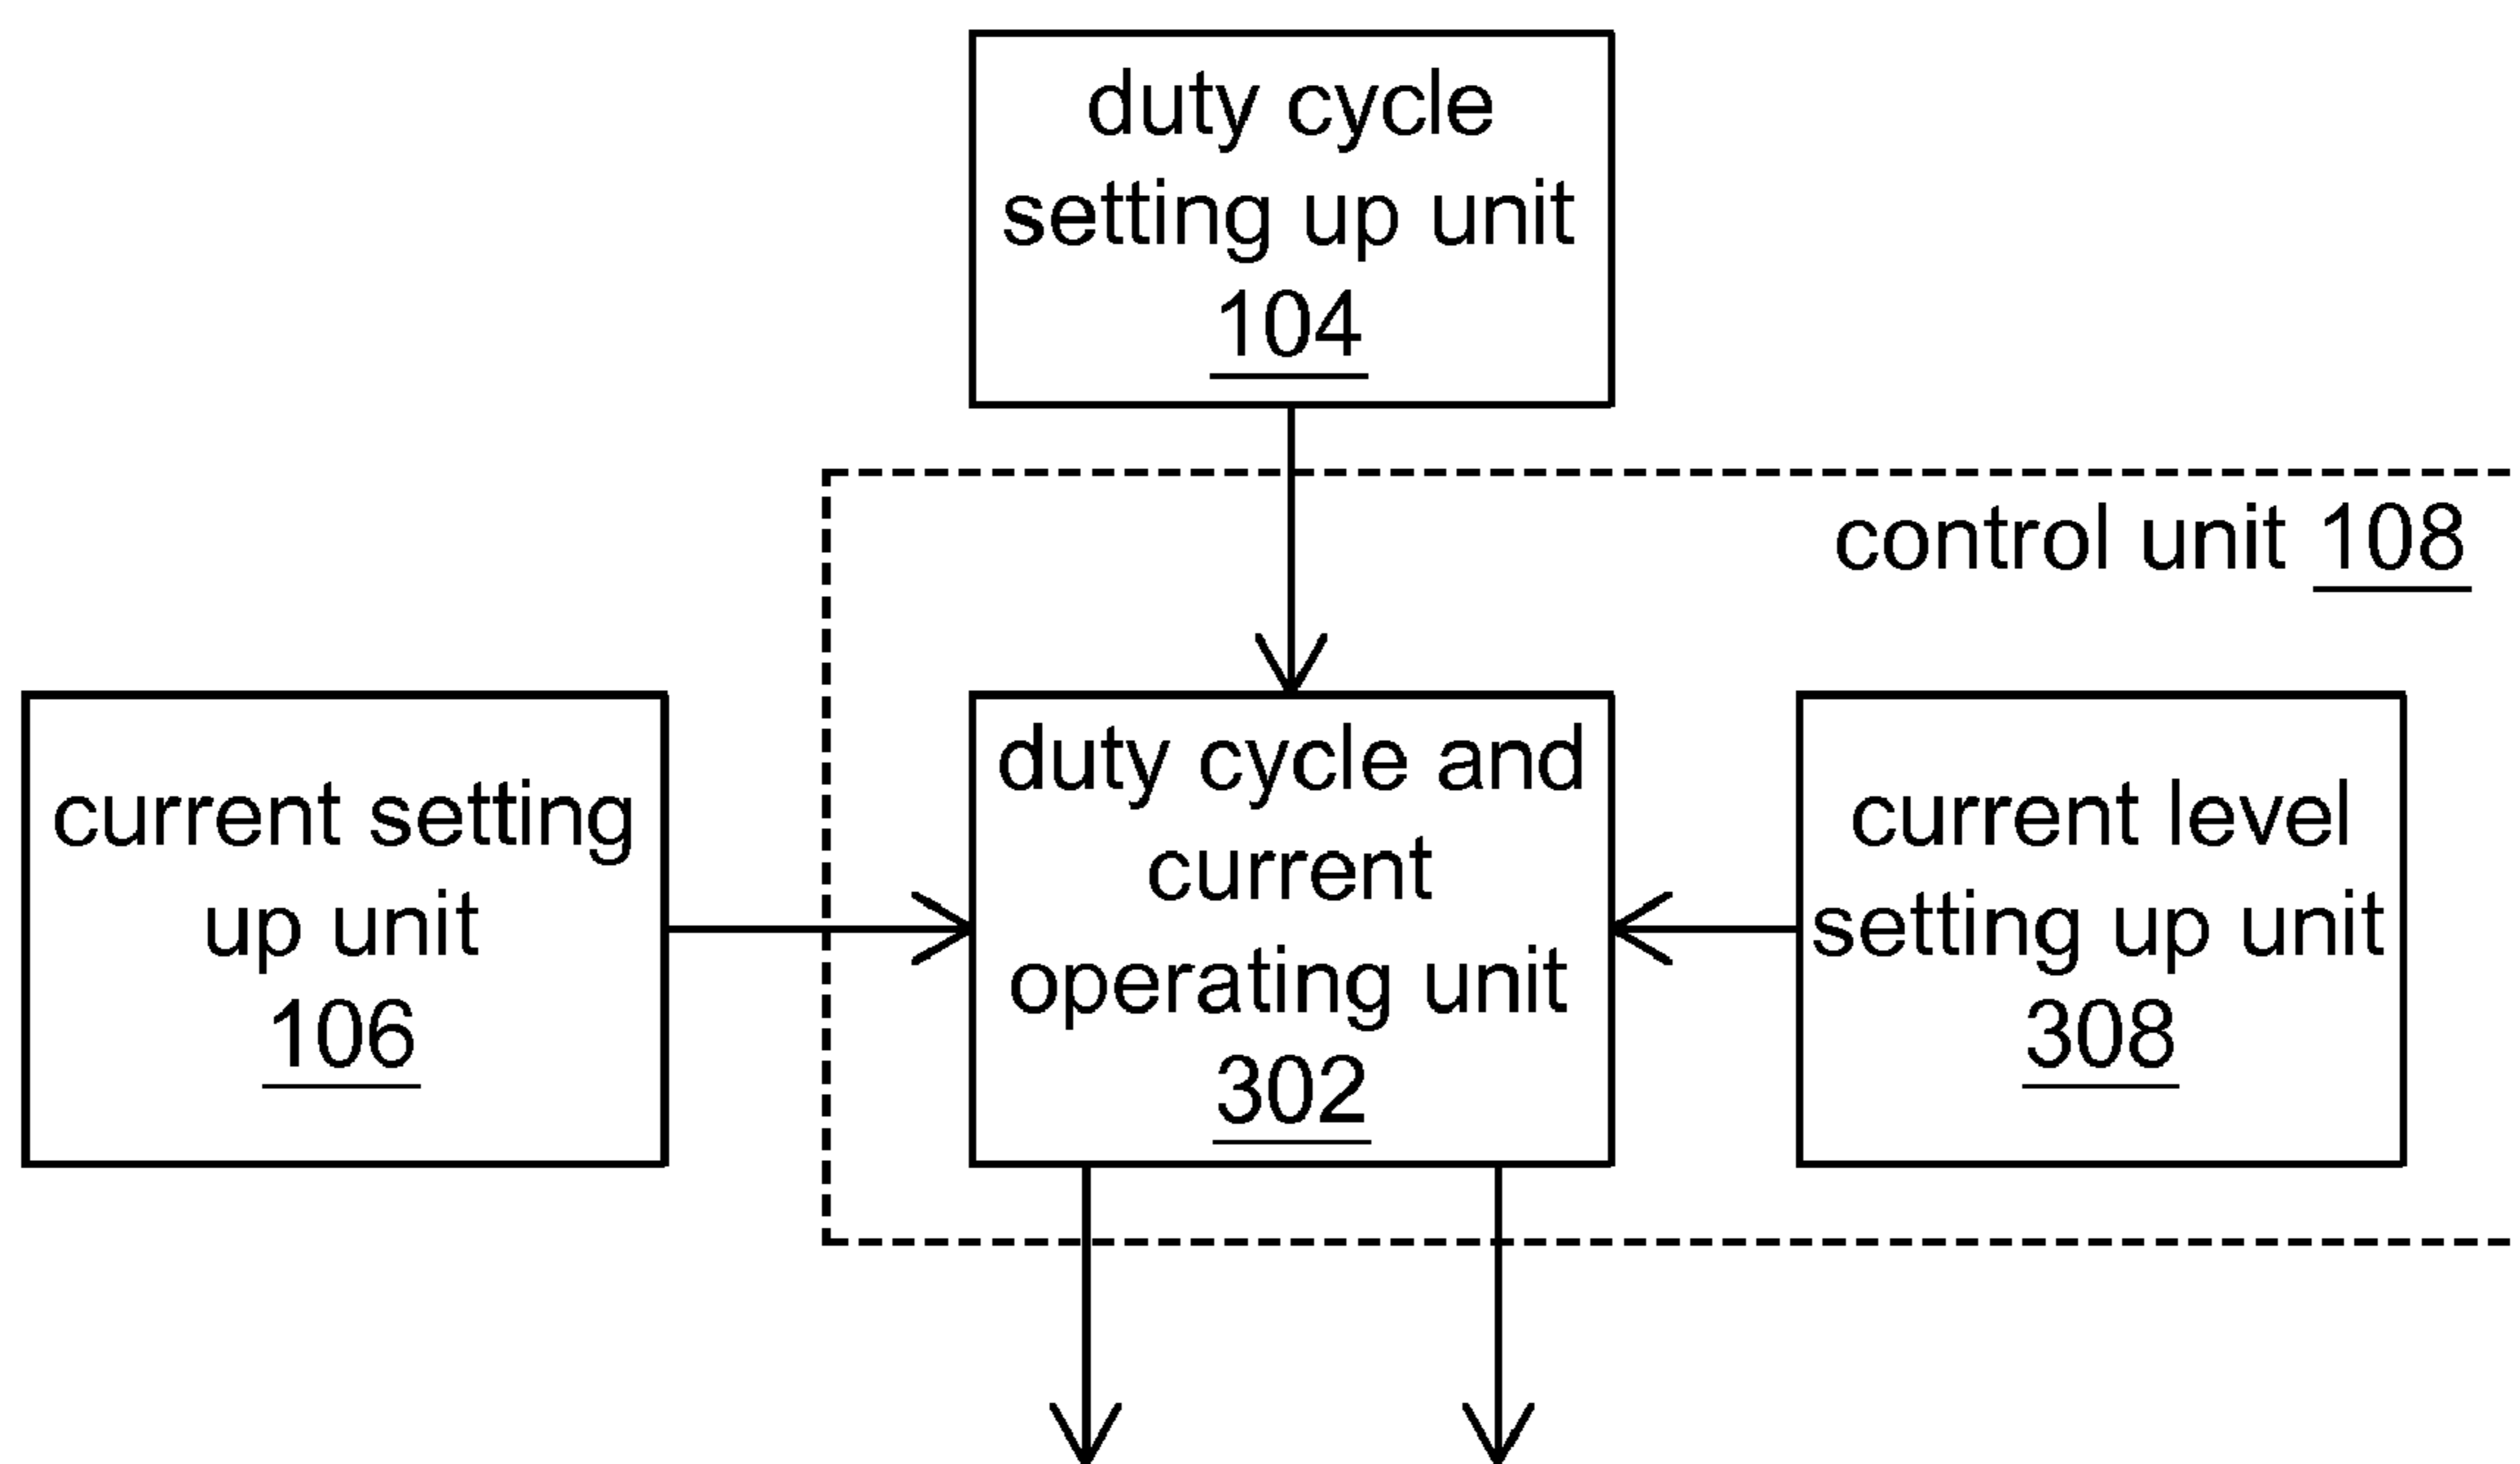 duty cycle
setting up unit
104
control unit 108
current setting
up unit
106
duty cycle and
current
operating unit
302
current level
setting up unit
308